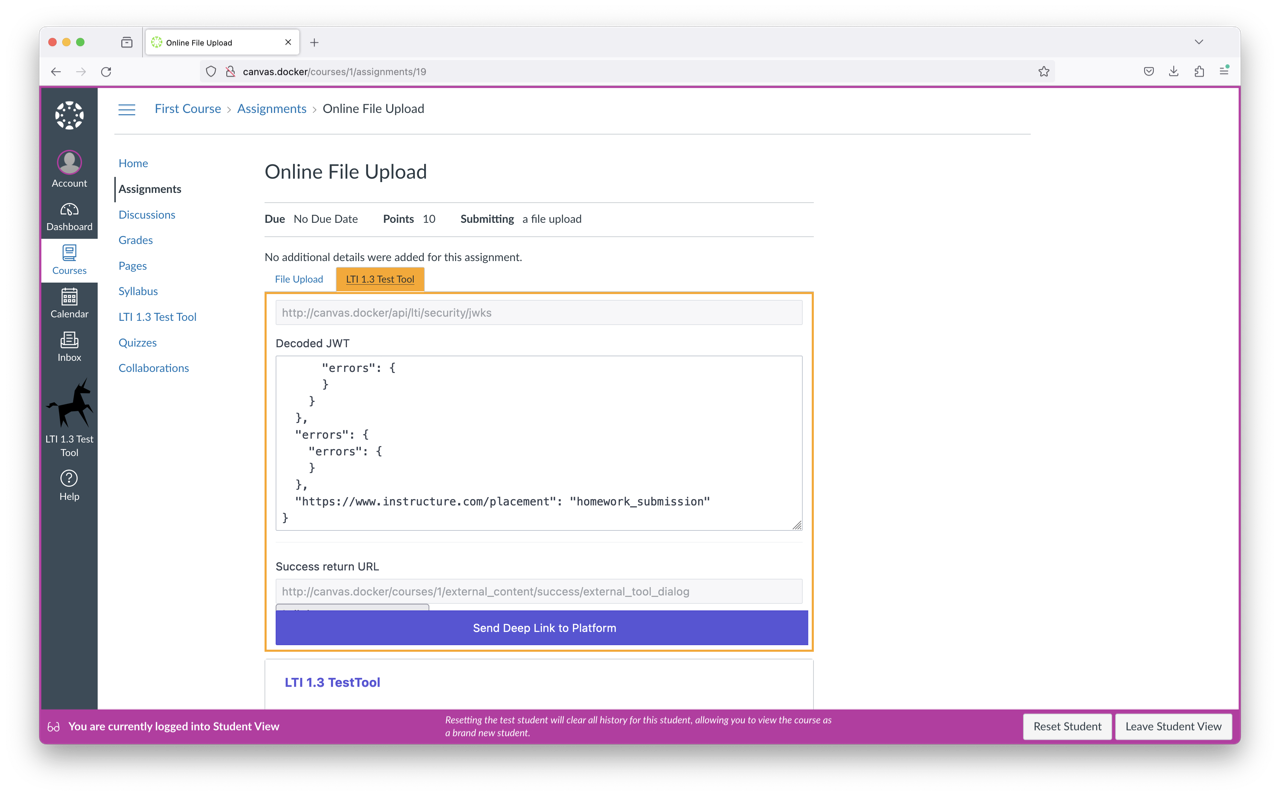 Online File Upload
canvas.docker/courses/1/assignments/19
First Course › Assignments › Online File Upload
Account
Dashboard
Courses
Calendar
Inbox
LTI 1.3 Test
Tool
Help
Home
Assignments
Discussions
Grades
Pages
Syllabus
LTI 1.3 Test Tool
Quizzes
Collaborations
Online File Upload
Due No Due Date Points 10 Submitting a file upload
No additional details were added for this assignment.
File Upload LTI 1.3 Test Tool
http://canvas.docker/api/lti/security/jwks
Decoded JWT
"errors": {
}
}
},
"errors": {
"errors": {
}
},
"https://www.instructure.com/placement": "homework_submission"
}
Success return URL
http://canvas.docker/courses/1/external_content/success/external_tool_dialog
Send Deep Link to Platform
LTI 1.3 TestTool
You are currently logged into Student View
Resetting the test student will clear all history for this student, allowing you to view the course as
a brand new student.
Reset Student Leave Student View